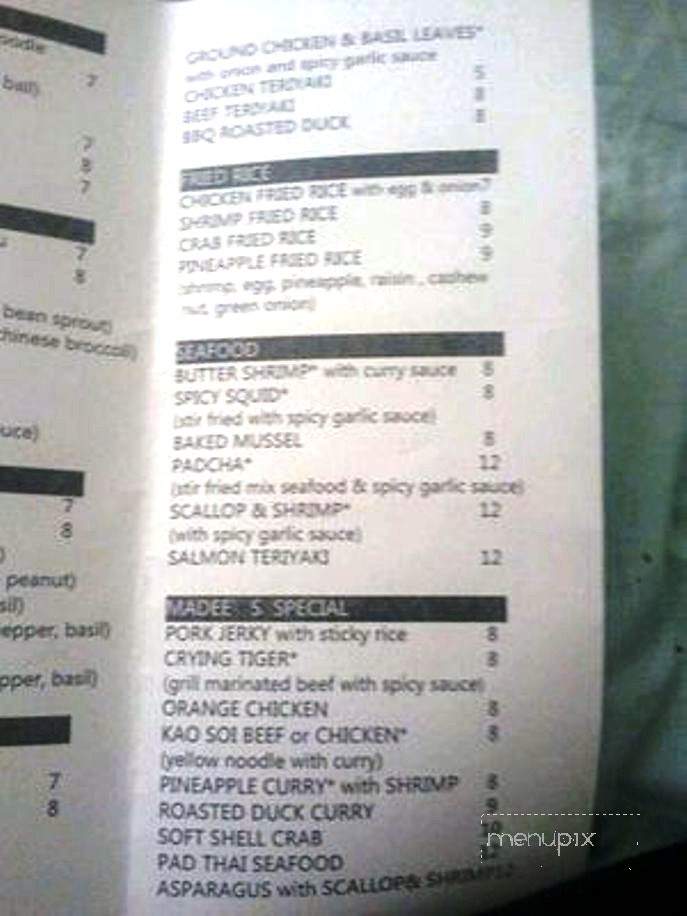 noodle
7
ball)
7
8
7
7
8
bean sprout)
chinese broccoli)
uce)
7
8
)
peanut)
sil)
epper, basil)
pper, basil)
7
8
GROUND CHICKEN & BASIL LEAVES*
with onion and spicy garlic sauce
CHICKEN TERIYAKI 5
BEEF TERIYAKI 8
BBQ ROASTED DUCK 8
FRIED RICE
CHICKEN FRIED RICE with egg & onion7
SHRIMP FRIED RICE 8
CRAB FRIED RICE 9
PINEAPPLE FRIED RICE 9
(shrimp, egg, pineapple, raisin , cashew
nut, green onion)
SEAFOOD
BUTTER SHRIMP* with curry sauce 8
SPICY SQUID* 8
(stir fried with spicy garlic sauce)
BAKED MUSSEL 8
PADCHA* 12
(stir fried mix seafood & spicy garlic sauce)
SCALLOP & SHRIMP* 12
(with spicy garlic sauce)
SALMON TERIYAKI 12
MADEE . S SPECIAL
PORK JERKY with sticky rice 8
CRYING TIGER* 8
(grill marinated beef with spicy sauce)
ORANGE CHICKEN 8
KAO SOI BEEF or CHICKEN* 8
(yellow noodle with curry)
PINEAPPLE CURRY* with SHRIMP 8
ROASTED DUCK CURRY 9
SOFT SHELL CRAB 10
PAD THAI SEAFOOD 12
ASPARAGUS with SCALLOP& SHRIMP12
menupix